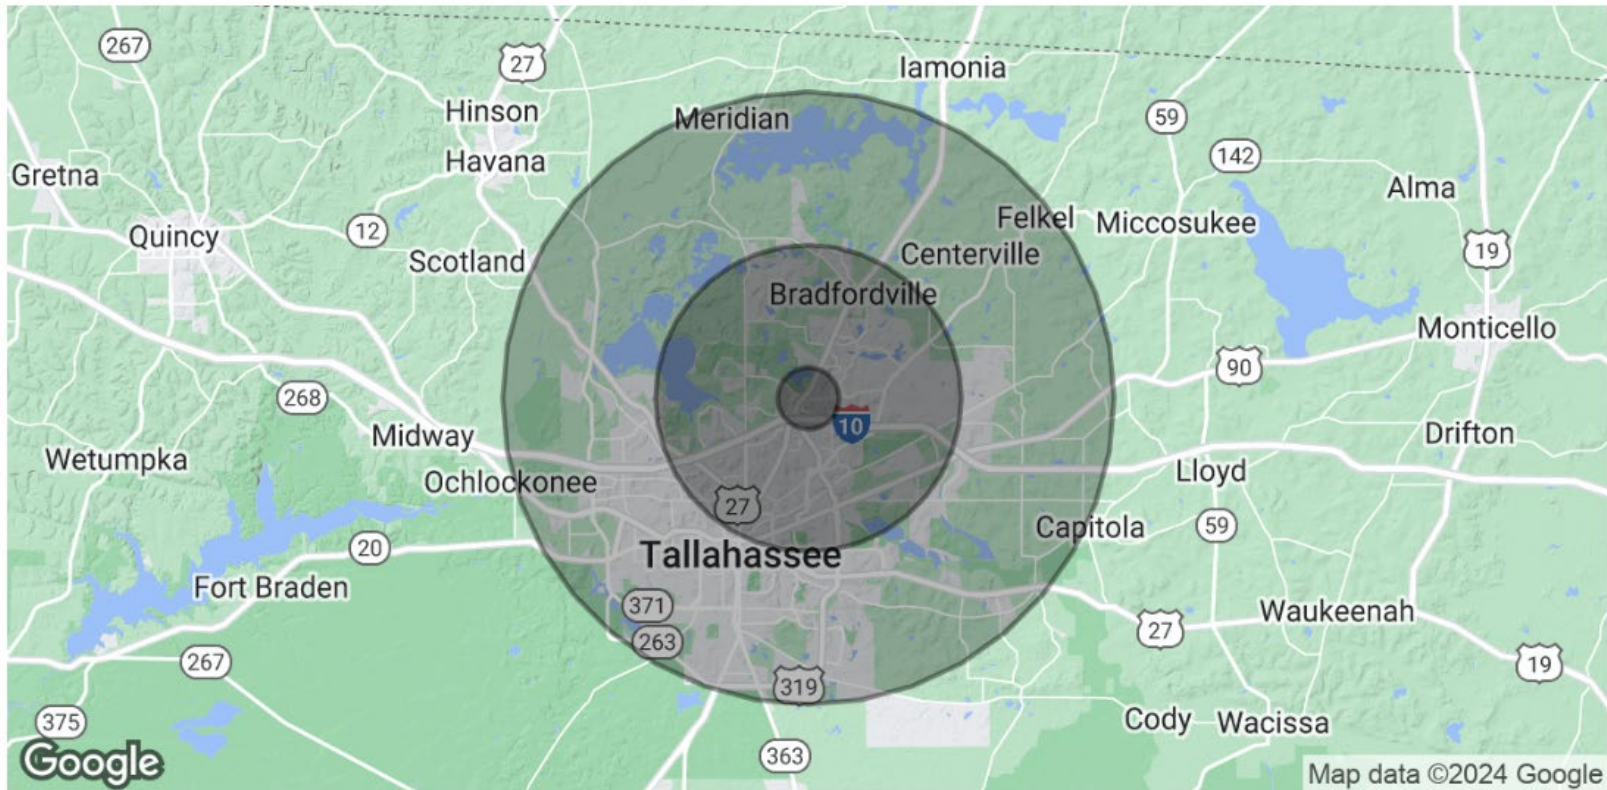 267
27
Iamonia
Hinson
Meridian
59
Havana
142
Gretna
Alma
Felkel
Miccosukee
12
Quincy
19
Centerville
Scotland
Bradfordville
Monticello
90
268
10
Midway
Drifton
Wetumpka
Lloyd
Ochlockonee
27
59
Capitola
20
Tallahassee
Fort Braden
371
Waukeenah
27
263
267
19
319
375
Cody
Wacissa
363
Google
Map data ©2024 Google